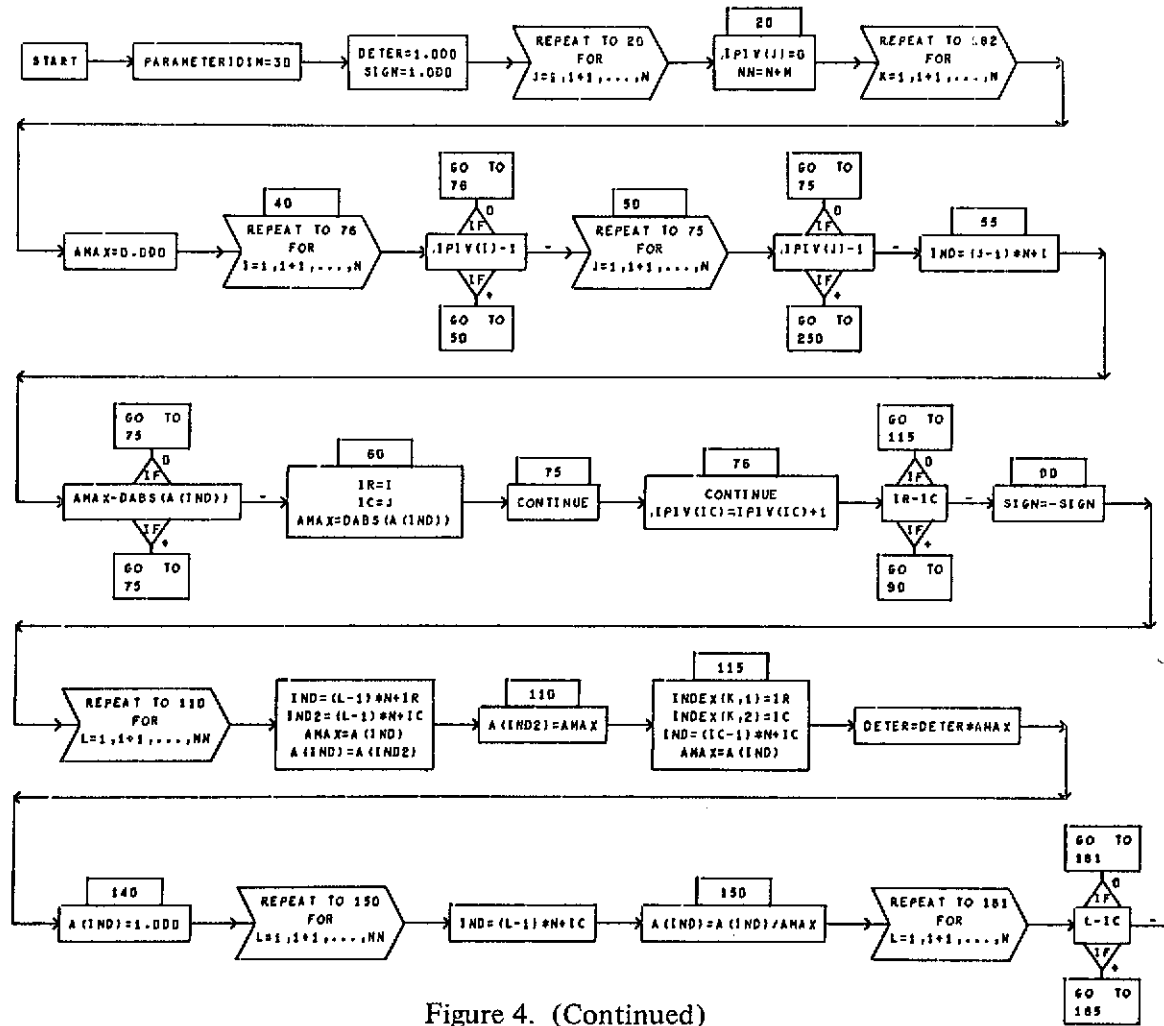 START
PARAMETERIDIM=30
DETER=1.0D0
SIGN=1.0D0
REPEAT TO 20
FOR
J=1,1+1,...,N
20
,IPIV(J)=0
NN=N+M
REPEAT TO 182
FOR
K=1,1+1,...,N
AMAX=0.0D0
40
REPEAT TO 76
FOR
I=1,1+1,...,N
GO TO
76
0
IF
,IPIV(I)-1
-
IF
+
GO TO
50
50
REPEAT TO 75
FOR
J=1,1+1,...,N
GO TO
75
0
IF
,IPIV(J)-1
-
IF
+
GO TO
250
55
IND=(J-1)*N+I
GO TO
75
0
IF
AMAX-DABS(A(IND))
-
IF
+
GO TO
75
60
IR=I
IC=J
AMAX=DABS(A(IND))
75
CONTINUE
76
CONTINUE
,IPIV(IC)=IPIV(IC)+1
GO TO
115
0
IF
IR-IC
-
IF
+
GO TO
90
90
SIGN=-SIGN
REPEAT TO 110
FOR
L=1,1+1,...,NN
IND=(L-1)*N+IR
IND2=(L-1)*N+IC
AMAX=A(IND)
A(IND)=A(IND2)
110
A(IND2)=AMAX
115
INDEX(K,1)=IR
INDEX(K,2)=IC
IND=(IC-1)*N+IC
AMAX=A(IND)
DETER=DETER*AMAX
140
A(IND)=1.0D0
REPEAT TO 150
FOR
L=1,1+1,...,NN
IND=(L-1)*N+IC
150
A(IND)=A(IND)/AMAX
REPEAT TO 181
FOR
L=1,1+1,...,N
GO TO
181
0
IF
L-IC
-
IF
+
GO TO
185
Figure 4. (Continued)